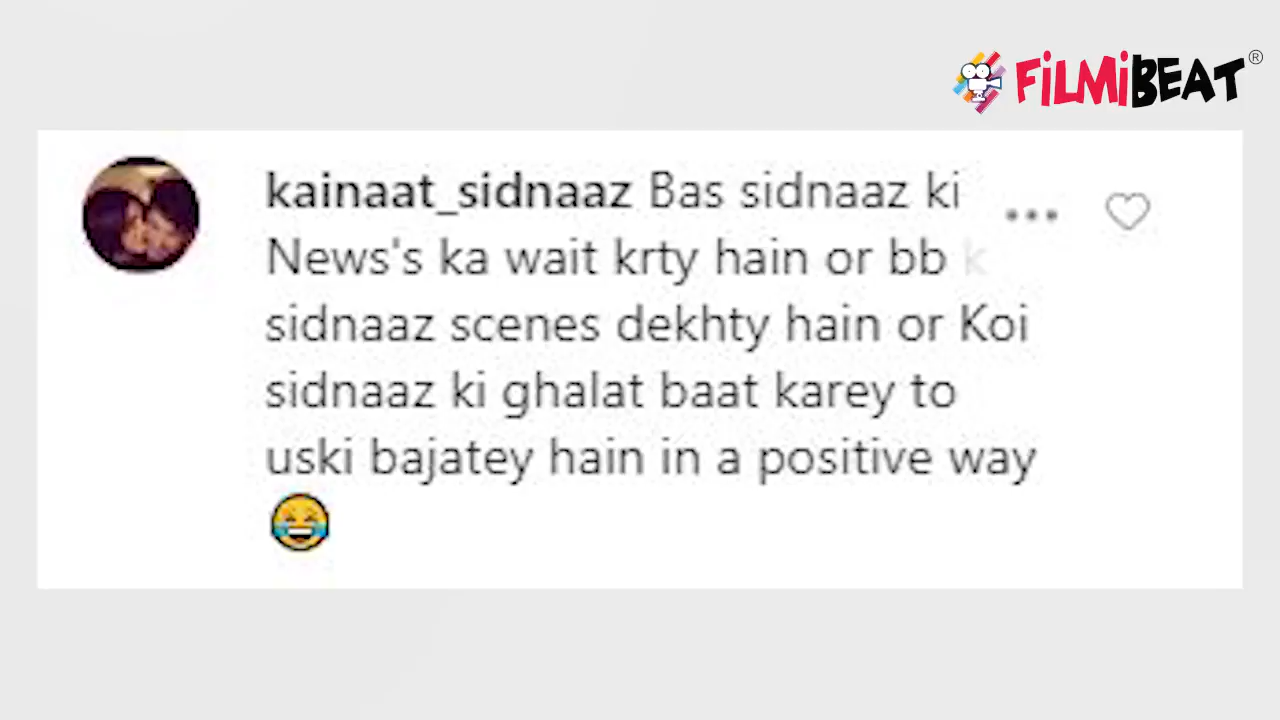 FiLMiBEAT®
kainaat_sidnaaz Bas sidnaaz ki
News's ka wait krty hain or bb k
sidnaaz scenes dekhty hain or Koi
sidnaaz ki ghalat baat karey to
uski bajatey hain in a positive way
😂